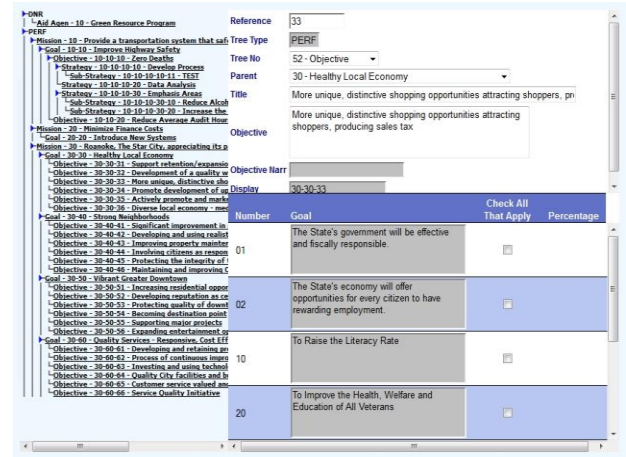 DNR
Aid Agen - 10 - Green Resource Program
PERF
Mission - 10 - Provide a transportation system that safe
Goal - 10-10 - Improve Highway Safety
Objective - 10-10-10 - Zero Deaths
Strategy - 10-10-10-10 - Develop Process
Sub-Strategy - 10-10-10-10-11 - TEST
Strategy - 10-10-10-20 - Data Analysis
Strategy - 10-10-10-30 - Emphasis Areas
Sub-Strategy - 10-10-10-30-10 - Reduce Alcoh
Sub-Strategy - 10-10-10-30-20 - Increase the
Objective - 10-10-20 - Reduce Average Audit Hour
Mission - 20 - Minimize Finance Costs
Goal - 20-20 - Introduce New Systems
Mission - 30 - Roanoke, The Star City, appreciating its p
Goal - 30-30 - Healthy Local Economy
Objective - 30-30-31 - Support retention/expansio
Objective - 30-30-32 - Development of a quality w
Objective - 30-30-33 - More unique, distinctive sho
Objective - 30-30-34 - Promote development of up
Objective - 30-30-35 - Actively promote and marke
Objective - 30-30-36 - Diverse local economy - med
Goal - 30-40 - Strong Neighborhoods
Objective - 30-40-41 - Significant improvement in
Objective - 30-40-42 - Developing and using realist
Objective - 30-40-43 - Improving property mainter
Objective - 30-40-44 - Involving citizens as respon
Objective - 30-40-45 - Protecting the integrity of
Objective - 30-40-46 - Maintaining and improving
Goal - 30-50 - Vibrant Greater Downtown
Objective - 30-50-51 - Increasing residential oppor
Objective - 30-50-52 - Developing reputation as ce
Objective - 30-50-53 - Protecting quality of downt
Objective - 30-50-54 - Becoming destination point
Objective - 30-50-55 - Supporting major projects
Objective - 30-50-56 - Expanding entertainment o
Goal - 30-60 - Quality Services - Responsive, Cost Eff
Objective - 30-60-61 - Developing and retaining pr
Objective - 30-60-62 - Process of continuous impro
Objective - 30-60-63 - Investing and using technol
Objective - 30-60-64 - Quality City facilities and b
Objective - 30-60-65 - Customer service valued and
Objective - 30-60-66 - Service Quality Initiative
Reference 33
Tree Type PERF
Tree No 52 - Objective
Parent 30 - Healthy Local Economy
Title More unique, distinctive shopping opportunities attracting shoppers, pr
Objective More unique, distinctive shopping opportunities attracting
shoppers, producing sales tax
Objective Narr
Display 30-30-33
Number Goal Check All That Apply Percentage
01 The State's government will be effective
and fiscally responsible.
02 The State's economy will offer
opportunities for every citizen to have
rewarding employment.
10 To Raise the Literacy Rate
20 To Improve the Health, Welfare and
Education of All Veterans